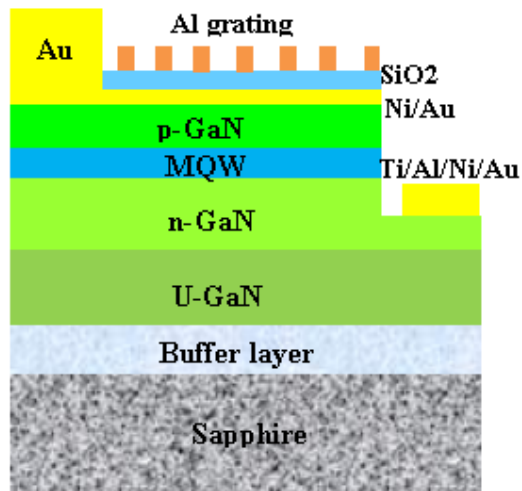 Al grating
Au
SiO2
Ni/Au
p-GaN
MQW
Ti/Al/Ni/Au
n-GaN
U-GaN
Buffer layer
Sapphire